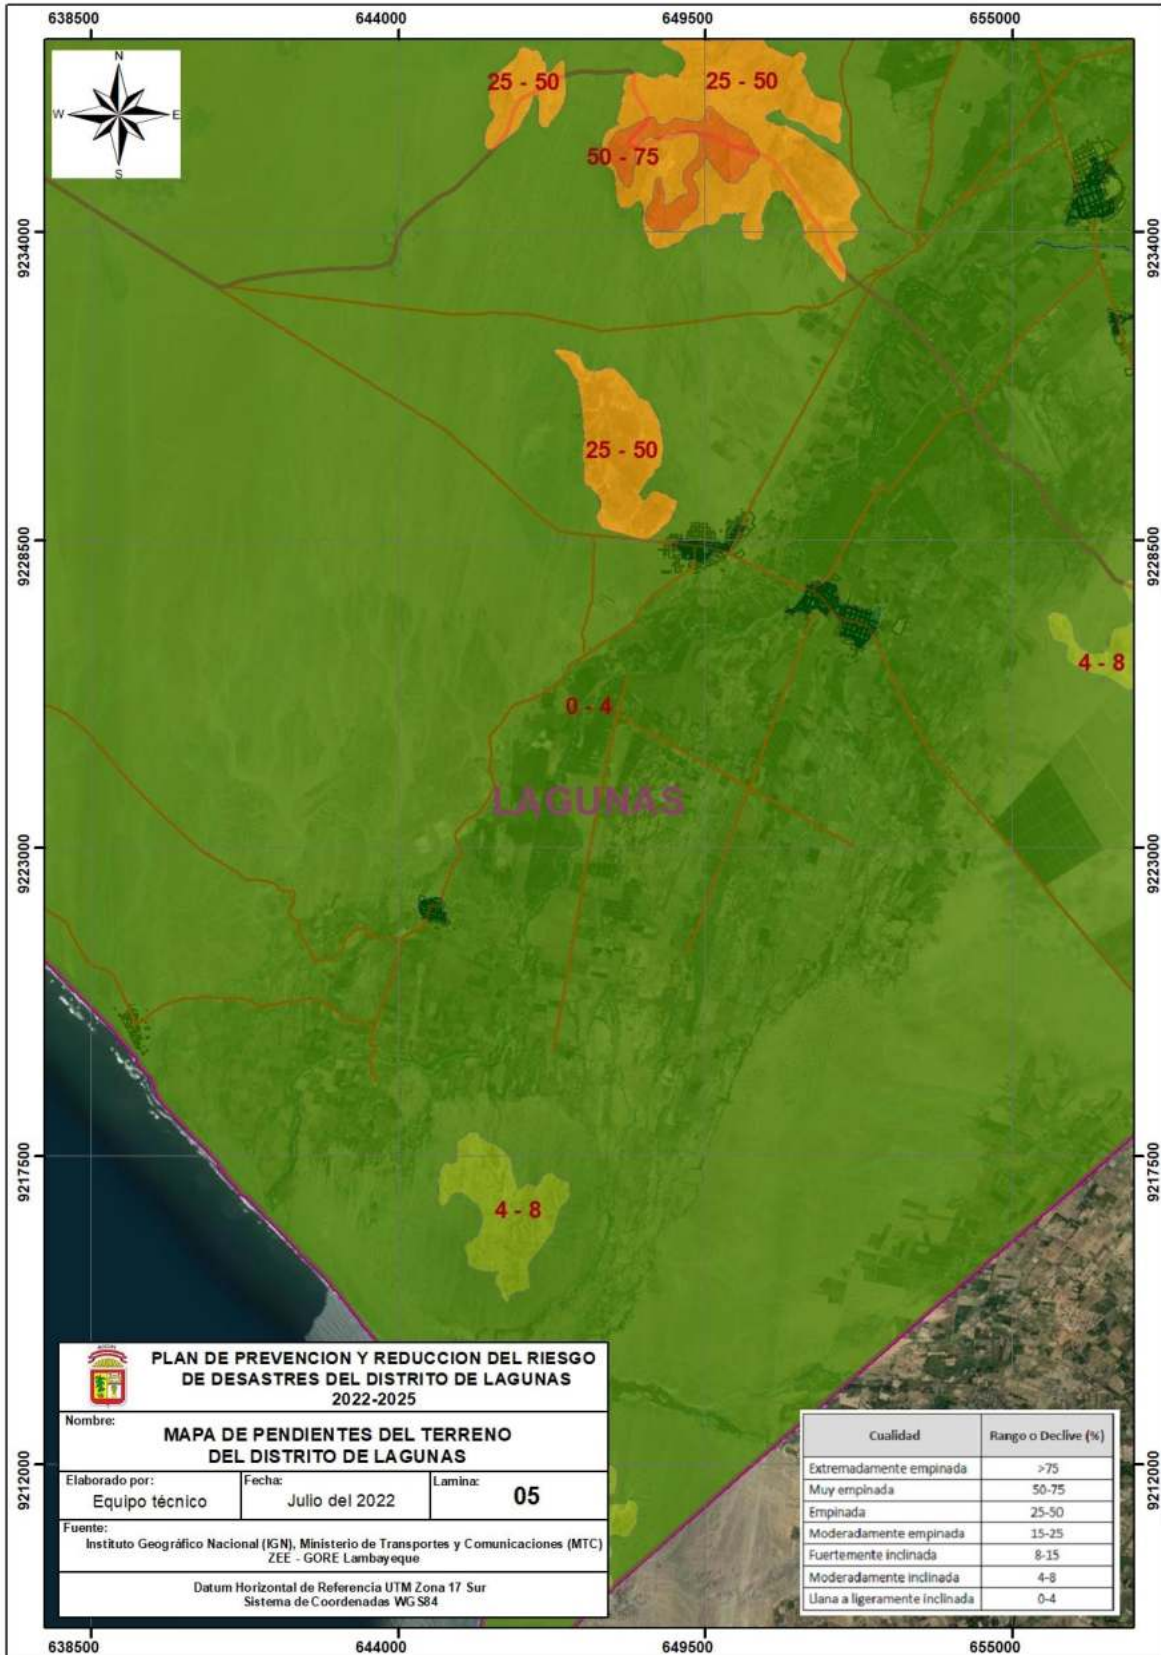 638500 644000 649500 655000
N
W E
S
25 - 50
25 - 50
50 - 75
9234000
9234000
25 - 50
9228500
9228500
4 - 8
0 - 4
LAGUNAS
9223000
9223000
9217500
9217500
4 - 8
PLAN DE PREVENCION Y REDUCCION DEL RIESGO
DE DESASTRES DEL DISTRITO DE LAGUNAS
2022-2025
Nombre:
MAPA DE PENDIENTES DEL TERRENO
DEL DISTRITO DE LAGUNAS
Elaborado por:
Equipo técnico
Fecha:
Julio del 2022
Lamina:
05
Fuente:
Instituto Geográfico Nacional (IGN), Ministerio de Transportes y Comunicaciones (MTC)
ZEE - GORE Lambayeque
Datum Horizontal de Referencia UTM Zona 17 Sur
Sistema de Coordenadas WGS84
Cualidad Rango o Declive (%)
Extremadamente empinada >75
Muy empinada 50-75
Empinada 25-50
Moderadamente empinada 15-25
Fuertemente inclinada 8-15
Moderadamente inclinada 4-8
Llana a ligeramente inclinada 0-4
9212000
9212000
638500 644000 649500 655000